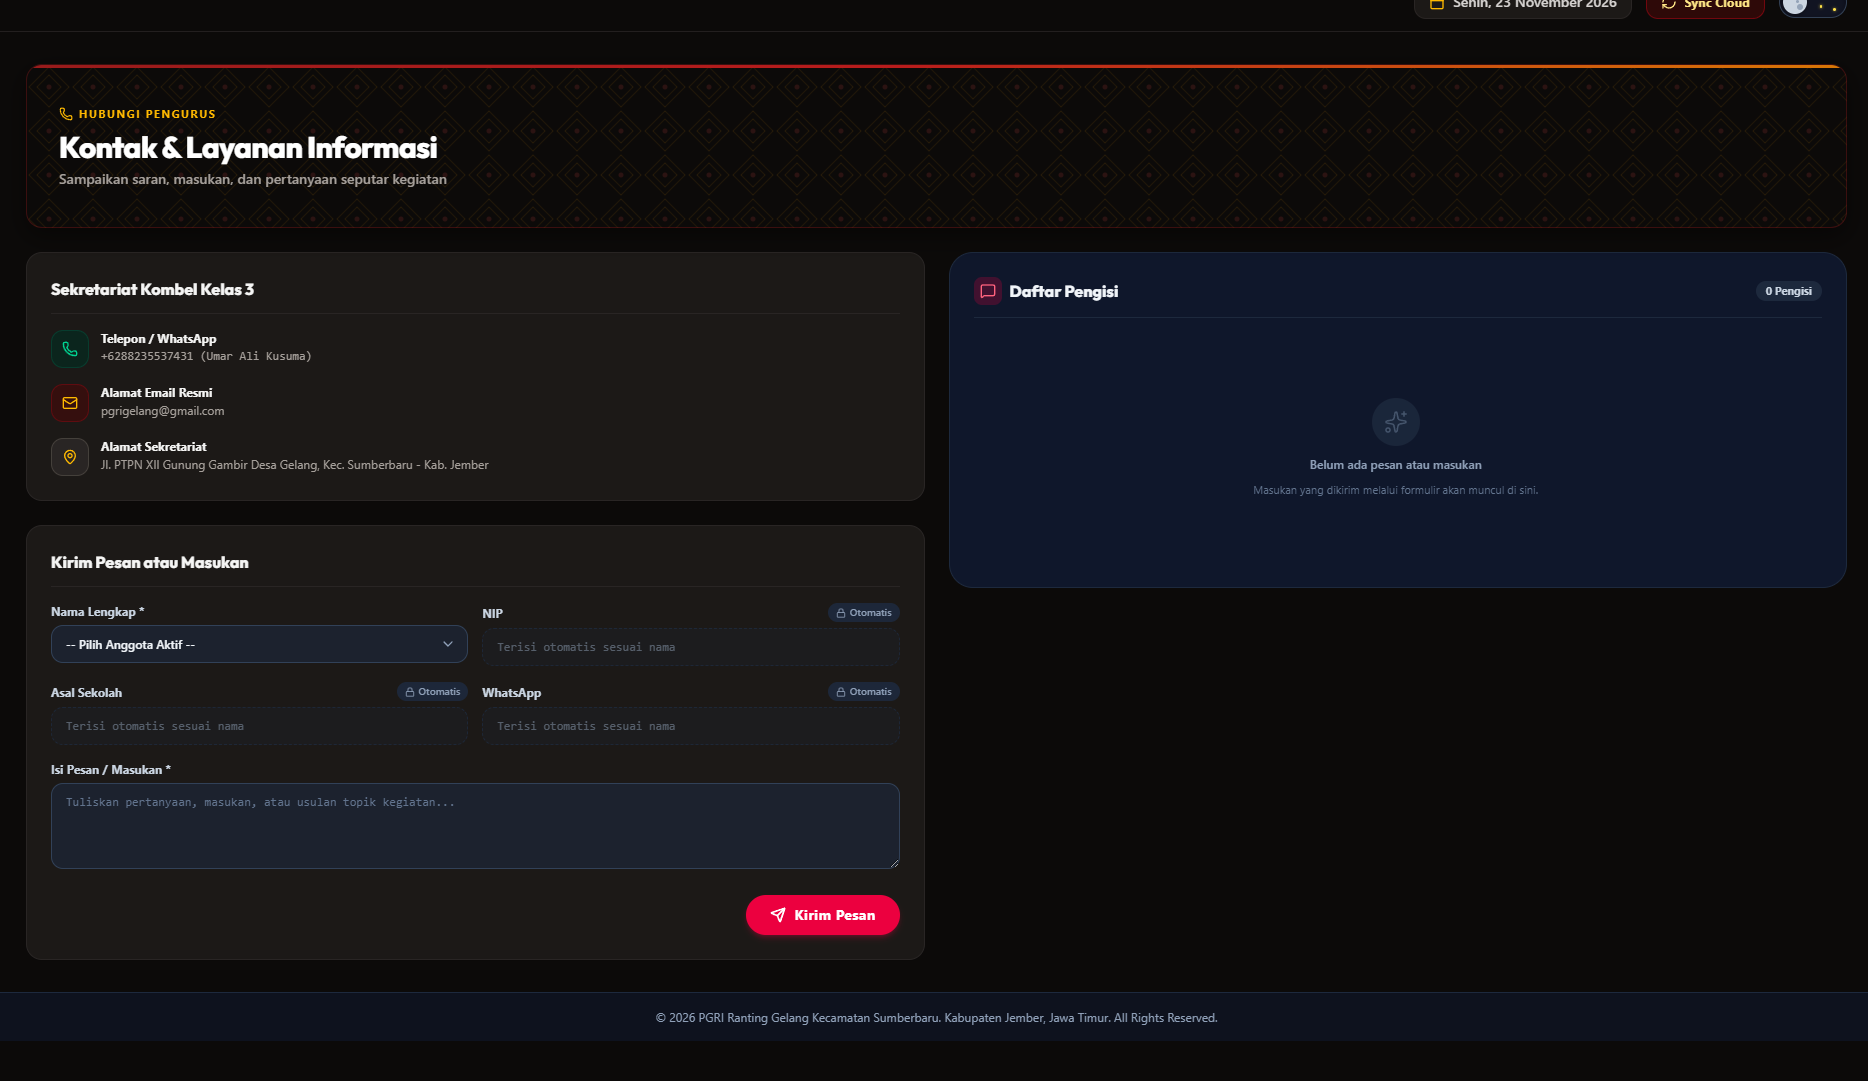 Senin, 23 November 2026
Sync Cloud
HUBUNGI PENGURUS
Kontak & Layanan Informasi
Sampaikan saran, masukan, dan pertanyaan seputar kegiatan
Sekretariat Kombel Kelas 3
Telepon / WhatsApp
+6288235537431 (Umar Ali Kusuma)
Alamat Email Resmi
pgrigelang@gmail.com
Alamat Sekretariat
Jl. PTPN XII Gunung Gambir Desa Gelang, Kec. Sumberbaru - Kab. Jember
Daftar Pengisi
0 Pengisi
Belum ada pesan atau masukan
Masukan yang dikirim melalui formulir akan muncul di sini.
Kirim Pesan atau Masukan
Nama Lengkap *
-- Pilih Anggota Aktif --
NIP
Otomatis
Terisi otomatis sesuai nama
Asal Sekolah
Otomatis
Terisi otomatis sesuai nama
WhatsApp
Otomatis
Terisi otomatis sesuai nama
Isi Pesan / Masukan *
Tuliskan pertanyaan, masukan, atau usulan topik kegiatan...
Kirim Pesan
© 2026 PGRI Ranting Gelang Kecamatan Sumberbaru. Kabupaten Jember, Jawa Timur. All Rights Reserved.